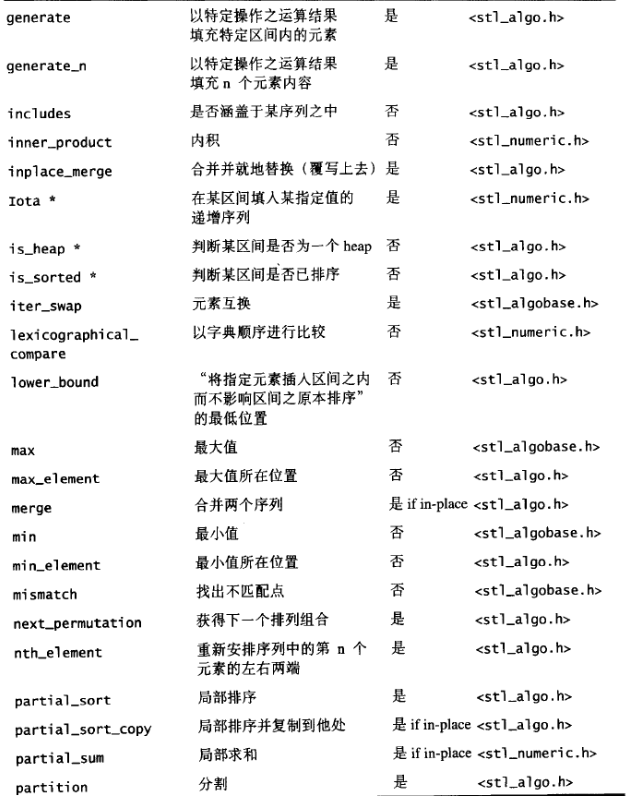 generate 以特定操作之运算结果 是 <stl_algo.h>
填充特定区间内的元素
generate_n 以特定操作之运算结果 是 <stl_algo.h>
填充 n 个元素内容
includes 是否涵盖于某序列之中 否 <stl_algo.h>
inner_product 内积 否 <stl_numeric.h>
inplace_merge 合并并就地替换（覆写上去） 是 <stl_algo.h>
Iota * 在某区间填入某指定值的 是 <stl_numeric.h>
递增序列
is_heap * 判断某区间是否为一个 heap 否 <stl_algo.h>
is_sorted * 判断某区间是否已排序 否 <stl_algo.h>
iter_swap 元素互换 是 <stl_algobase.h>
lexicographical_ 以字典顺序进行比较 否 <stl_numeric.h>
compare
lower_bound “将指定元素插入区间之内 否 <stl_algo.h>
而不影响区间之原本排序”
的最低位置
max 最大值 否 <stl_algobase.h>
max_element 最大值所在位置 否 <stl_algo.h>
merge 合并两个序列 是 if in-place <stl_algo.h>
min 最小值 否 <stl_algobase.h>
min_element 最小值所在位置 否 <stl_algo.h>
mismatch 找出不匹配点 否 <stl_algobase.h>
next_permutation 获得下一个排列组合 是 <stl_algo.h>
nth_element 重新安排序列中的第 n 个 是 <stl_algo.h>
元素的左右两端
partial_sort 局部排序 是 <stl_algo.h>
partial_sort_copy 局部排序并复制到他处 是 if in-place <stl_algo.h>
partial_sum 局部求和 是 if in-place <stl_numeric.h>
partition 分割 是 <stl_algo.h>